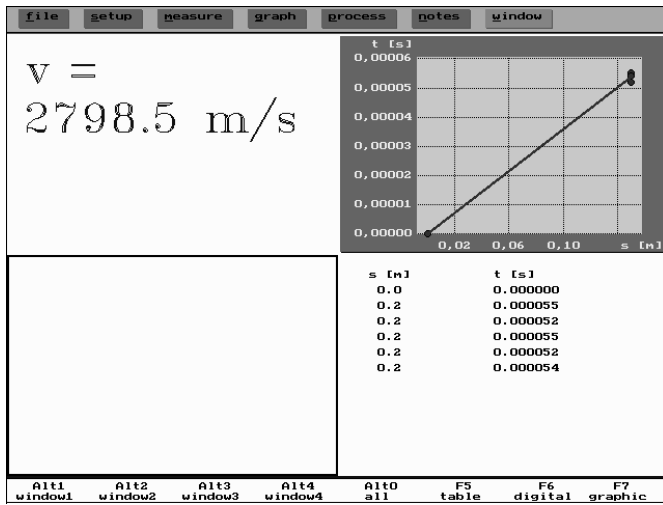 file setup measure graph process notes window
v =
2798.5 m/s
t [s]
0,00006
0,00005
0,00004
0,00003
0,00002
0,00001
0,00000
0,02 0,06 0,10 s [m]
s [m] t [s]
0.0 0.000000
0.2 0.000055
0.2 0.000052
0.2 0.000055
0.2 0.000052
0.2 0.000054
Alt1 Alt2 Alt3 Alt4 Alt0 F5 F6 F7
window1 window2 window3 window4 all table digital graphic